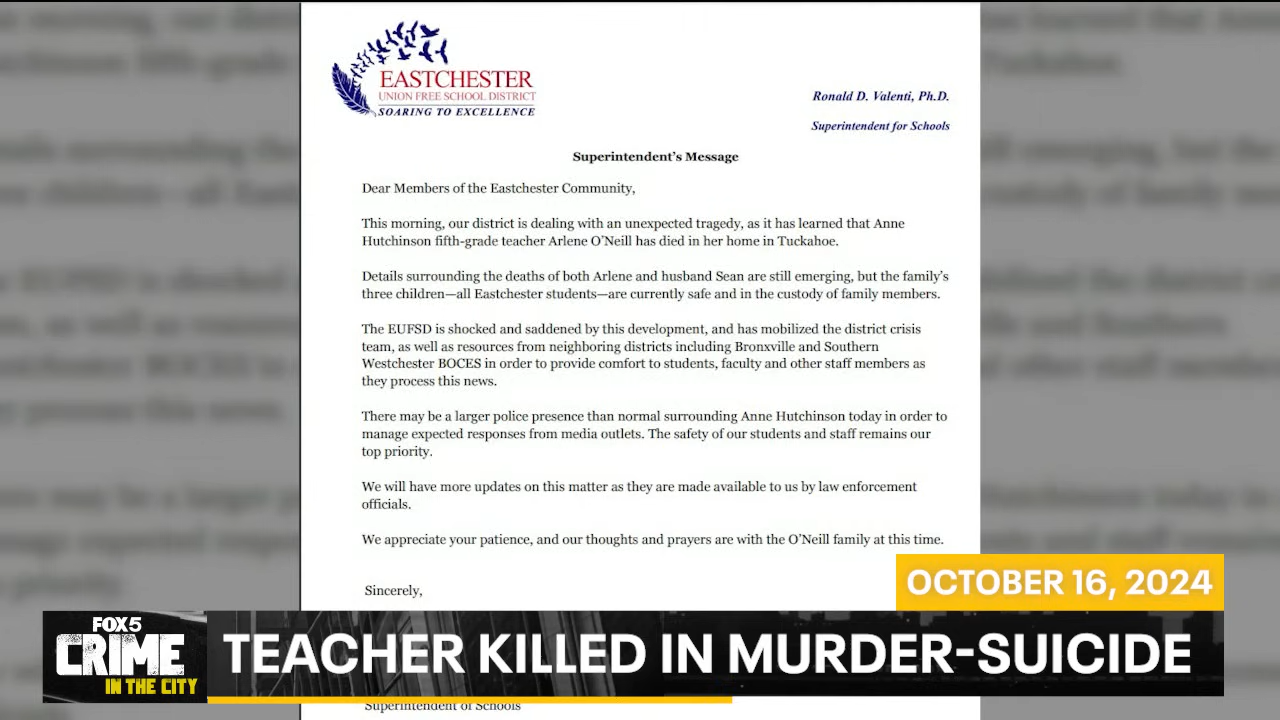 EASTCHESTER
UNION FREE SCHOOL DISTRICT
SOARING TO EXCELLENCE
Ronald D. Valenti, Ph.D.
Superintendent for Schools
Superintendent's Message
Dear Members of the Eastchester Community,
This morning, our district is dealing with an unexpected tragedy, as it has learned that Anne
Hutchinson fifth-grade teacher Arlene O'Neill has died in her home in Tuckahoe.
Details surrounding the deaths of both Arlene and husband Sean are still emerging, but the family's
three children—all Eastchester students—are currently safe and in the custody of family members.
The EUFSD is shocked and saddened by this development, and has mobilized the district crisis
team, as well as resources from neighboring districts including Bronxville and Southern
Westchester BOCES in order to provide comfort to students, faculty and other staff members as
they process this news.
There may be a larger police presence than normal surrounding Anne Hutchinson today in order to
manage expected responses from media outlets. The safety of our students and staff remains our
top priority.
We will have more updates on this matter as they are made available to us by law enforcement
officials.
We appreciate your patience, and our thoughts and prayers are with the O'Neill family at this time.
Sincerely,
OCTOBER 16, 2024
FOX 5
CRIME
IN THE CITY
TEACHER KILLED IN MURDER-SUICIDE
Superintendent of Schools